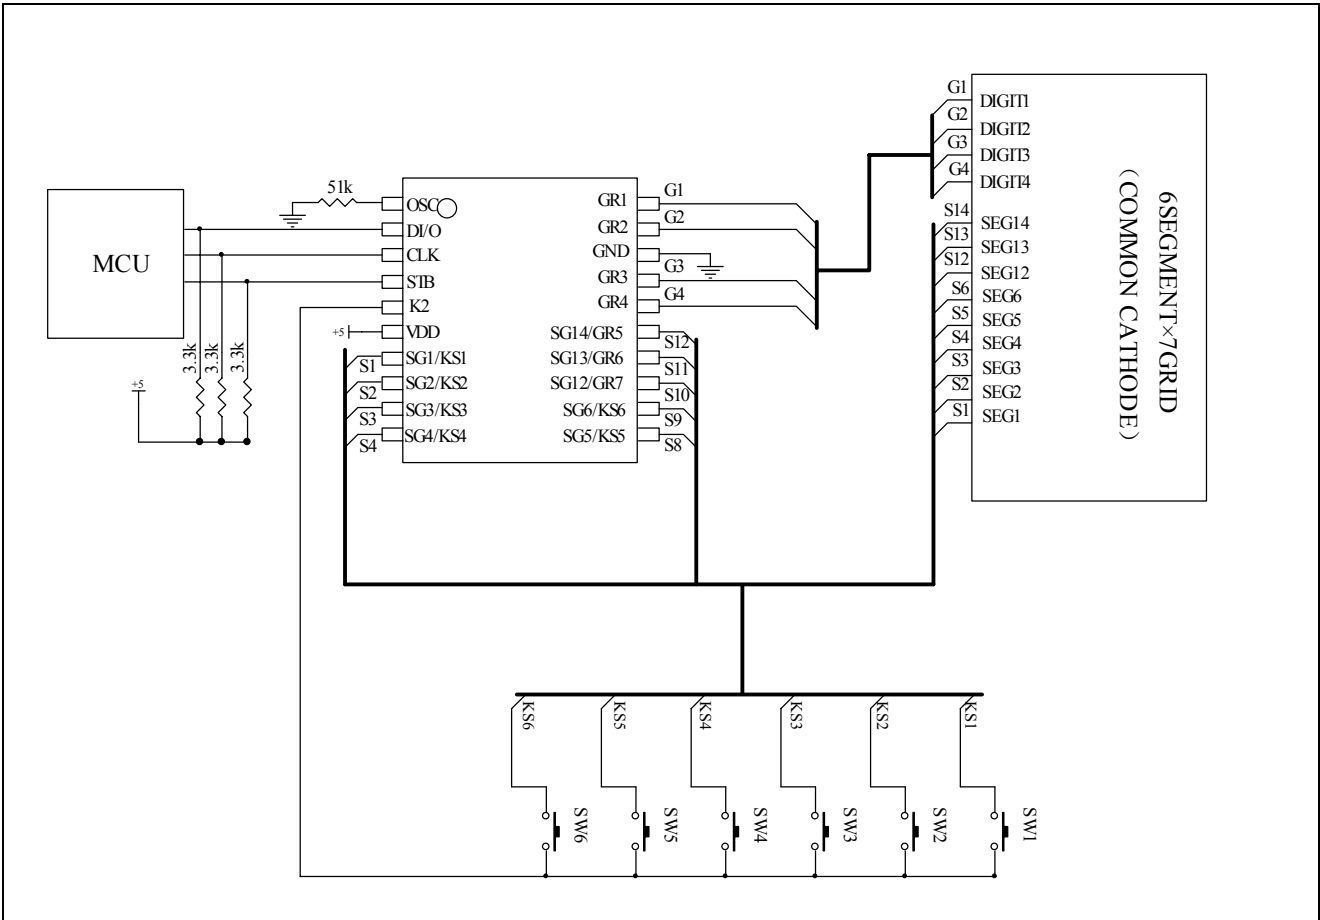 MCU
3.3k
3.3k
3.3k
+5
51k
OSC
DI/O
CLK
STB
K2
+5
VDD
S1
SG1/KS1
S2
SG2/KS2
S3
SG3/KS3
S4
SG4/KS4
GR1
G1
GR2
G2
GND
GR3
G3
GR4
G4
SG14/GR5
S12
SG13/GR6
S11
SG12/GR7
S10
SG6/KS6
S9
SG5/KS5
S8
G1
DIGIT1
G2
DIGIT2
G3
DIGIT3
G4
DIGIT4
S14
SEG14
S13
SEG13
S12
SEG12
S6
SEG6
S5
SEG5
S4
SEG4
S3
SEG3
S2
SEG2
S1
SEG1
6SEGMENT×7GRID
(COMMON CATHODE)
KS6
KS5
KS4
KS3
KS2
KS1
SW6
SW5
SW4
SW3
SW2
SW1